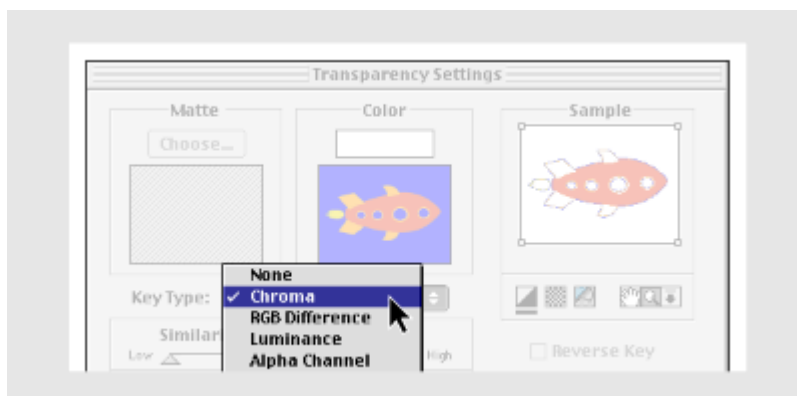 Transparency Settings
Matte
Color
Sample
Choose...
None
Key Type: ✓ Chroma
RGB Difference
Luminance
Alpha Channel
Low
High
Reverse Key